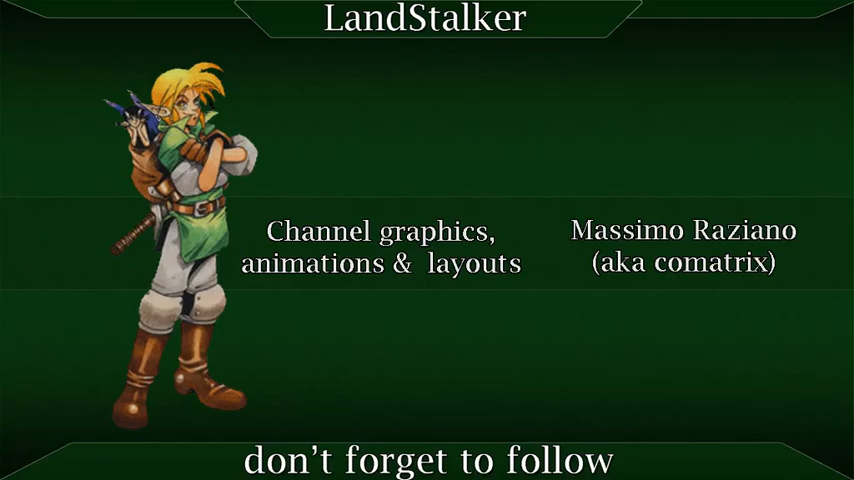 LandStalker
Channel graphics,
animations & layouts
Massimo Raziano
(aka comatrix)
don't forget to follow